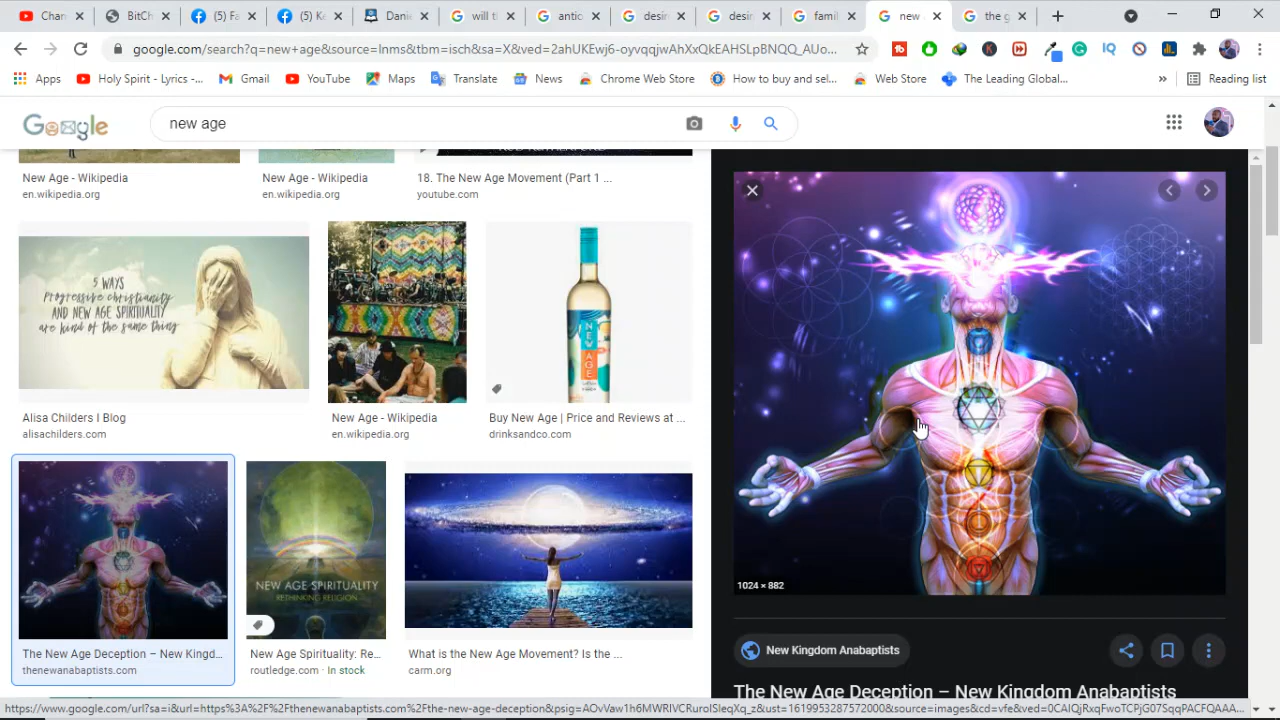 Chan
BitCh
(5) Fa
(5) Ke
Danie
will ti
antic
desir
desir
famil
new
the g
google.com/search?q=new+age&source=lnms&tbm=isch&sa=X&ved=2ahUKEwj6-oyvqqjwAhXxQkEAHSLpBNQQ_AUo...
Apps
Holy Spirit - Lyrics -...
Gmail
YouTube
Maps
Translate
News
Chrome Web Store
How to buy and sel...
Web Store
The Leading Global...
»
Reading list
Google
new age
New Age - Wikipedia
en.wikipedia.org
New Age - Wikipedia
en.wikipedia.org
18. The New Age Movement (Part 1 ...
youtube.com
5 WAYS
Progressive christianity
AND NEW AGE SPIRITUALITY
are kind of the same thing
NEW
AGE
Alisa Childers I Blog
alisachilders.com
New Age - Wikipedia
en.wikipedia.org
Buy New Age | Price and Reviews at ...
drinksandco.com
NEW AGE SPIRITUALITY
RETHINKING RELIGION
The New Age Deception – New Kingd...
thenewanabaptists.com
New Age Spirituality: Re...
routledge.com · In stock
What is the New Age Movement? Is the ...
carm.org
1024 × 882
New Kingdom Anabaptists
The New Age Deception – New Kingdom Anabaptists
https://www.google.com/url?sa=i&url=https%3A%2F%2Fthenewanabaptists.com%2Fthe-new-age-deception&psig=AOvVaw1h6MWRIVCRuroISleqXq_z&ust=1619953287572000&source=images&cd=vfe&ved=0CAIQjRxqFwoTCPjG07SqqPACFQAAA...